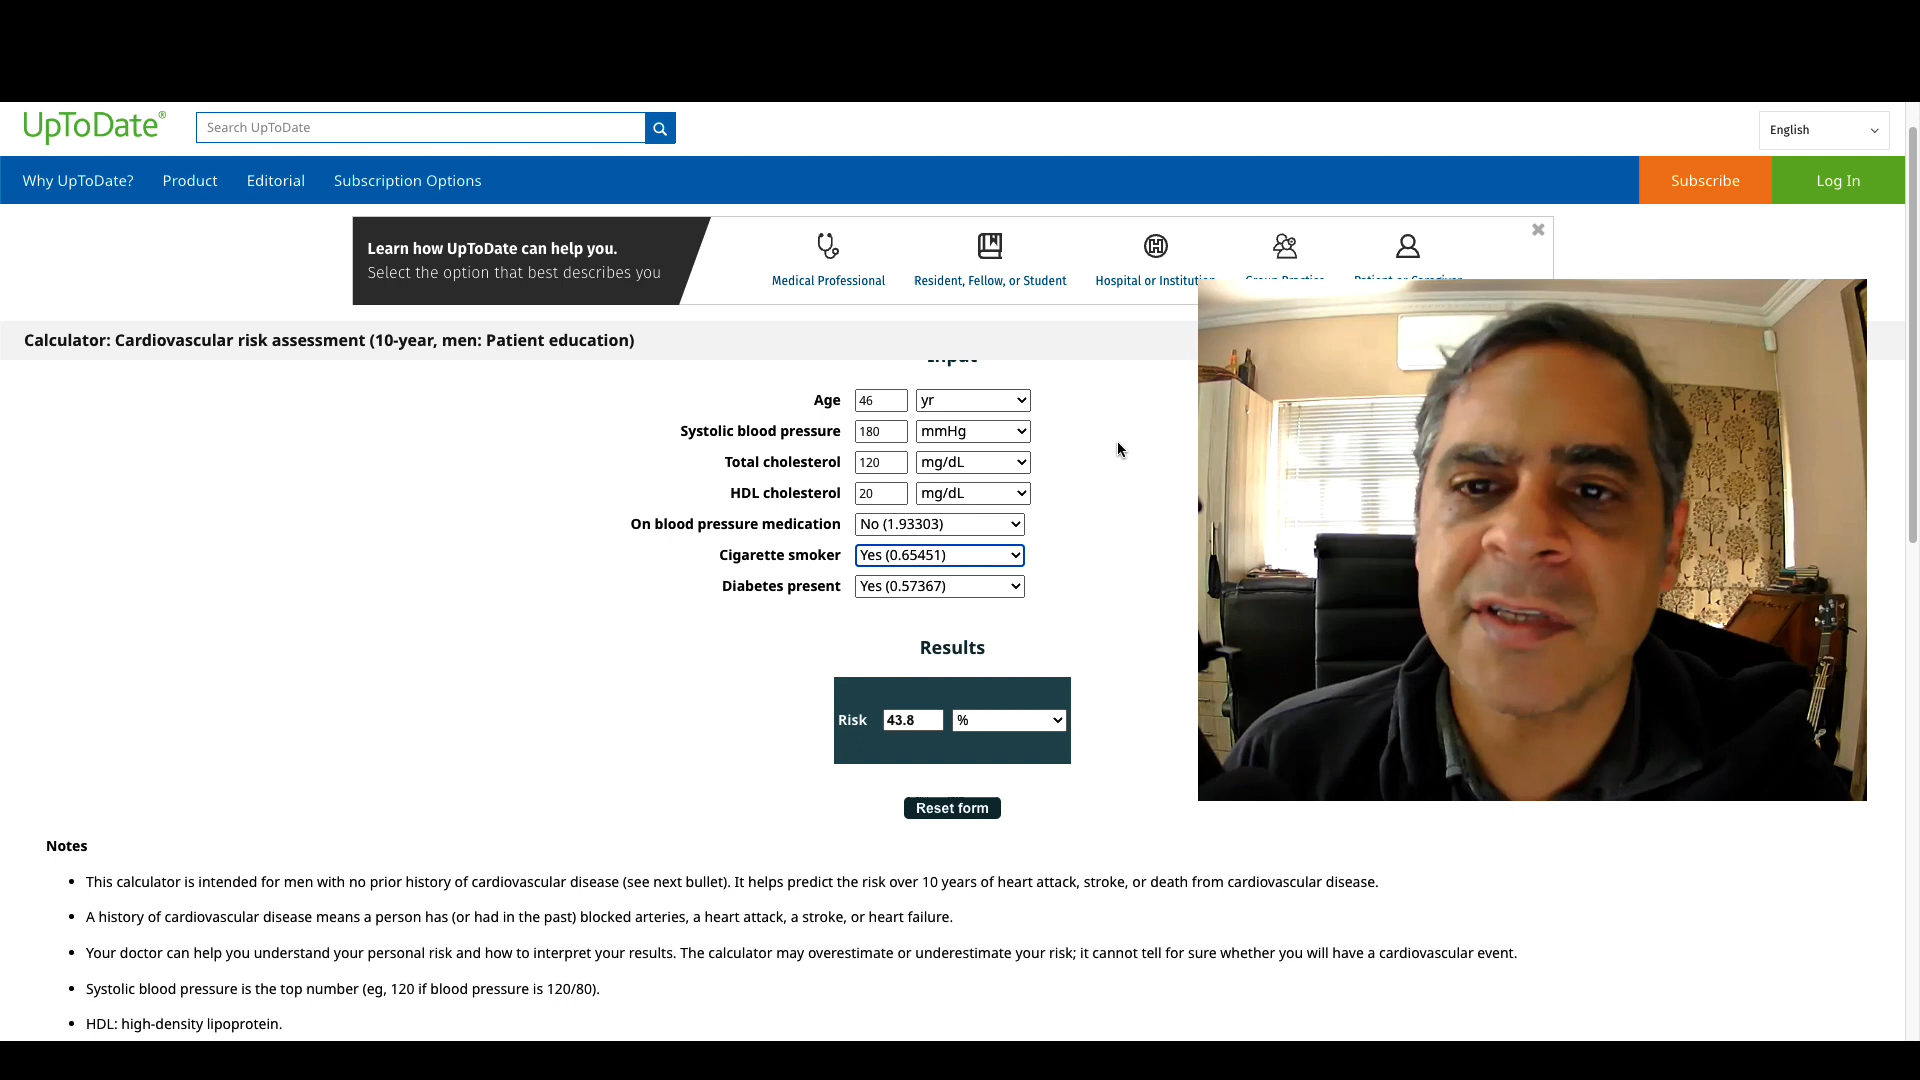 UpToDate®
Search UpToDate
English
Why UpToDate? Product Editorial Subscription Options Subscribe Log In
Learn how UpToDate can help you.
Select the option that best describes you
Medical Professional Resident, Fellow, or Student Hospital or Institution Group Practice Patient or Caregiver
Calculator: Cardiovascular risk assessment (10-year, men: Patient education)
Input
Age 46 yr
Systolic blood pressure 180 mmHg
Total cholesterol 120 mg/dL
HDL cholesterol 20 mg/dL
On blood pressure medication No (1.93303)
Cigarette smoker Yes (0.65451)
Diabetes present Yes (0.57367)
Results
Risk 43.8 %
Reset form
Notes
• This calculator is intended for men with no prior history of cardiovascular disease (see next bullet). It helps predict the risk over 10 years of heart attack, stroke, or death from cardiovascular disease.
• A history of cardiovascular disease means a person has (or had in the past) blocked arteries, a heart attack, a stroke, or heart failure.
• Your doctor can help you understand your personal risk and how to interpret your results. The calculator may overestimate or underestimate your risk; it cannot tell for sure whether you will have a cardiovascular event.
• Systolic blood pressure is the top number (eg, 120 if blood pressure is 120/80).
• HDL: high-density lipoprotein.